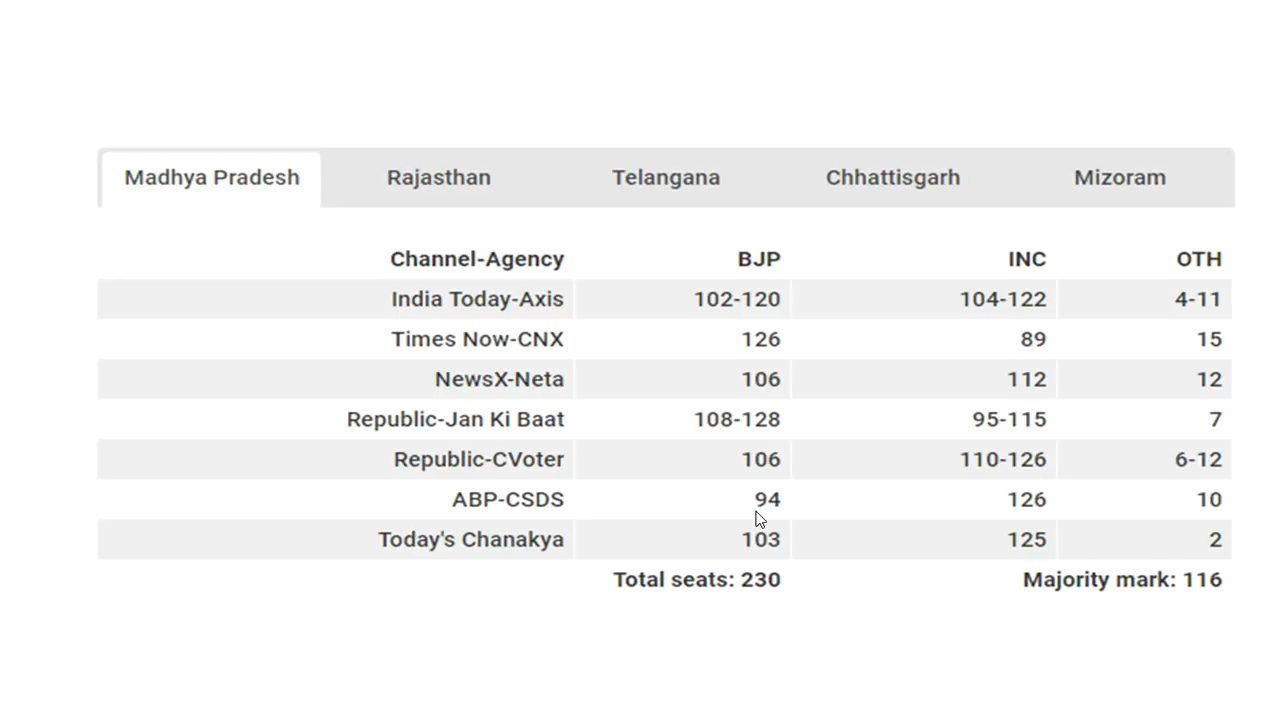 Madhya Pradesh Rajasthan Telangana Chhattisgarh Mizoram
Channel-Agency BJP INC OTH
India Today-Axis 102-120 104-122 4-11
Times Now-CNX 126 89 15
NewsX-Neta 106 112 12
Republic-Jan Ki Baat 108-128 95-115 7
Republic-CVoter 106 110-126 6-12
ABP-CSDS 94 126 10
Today's Chanakya 103 125 2
Total seats: 230 Majority mark: 116